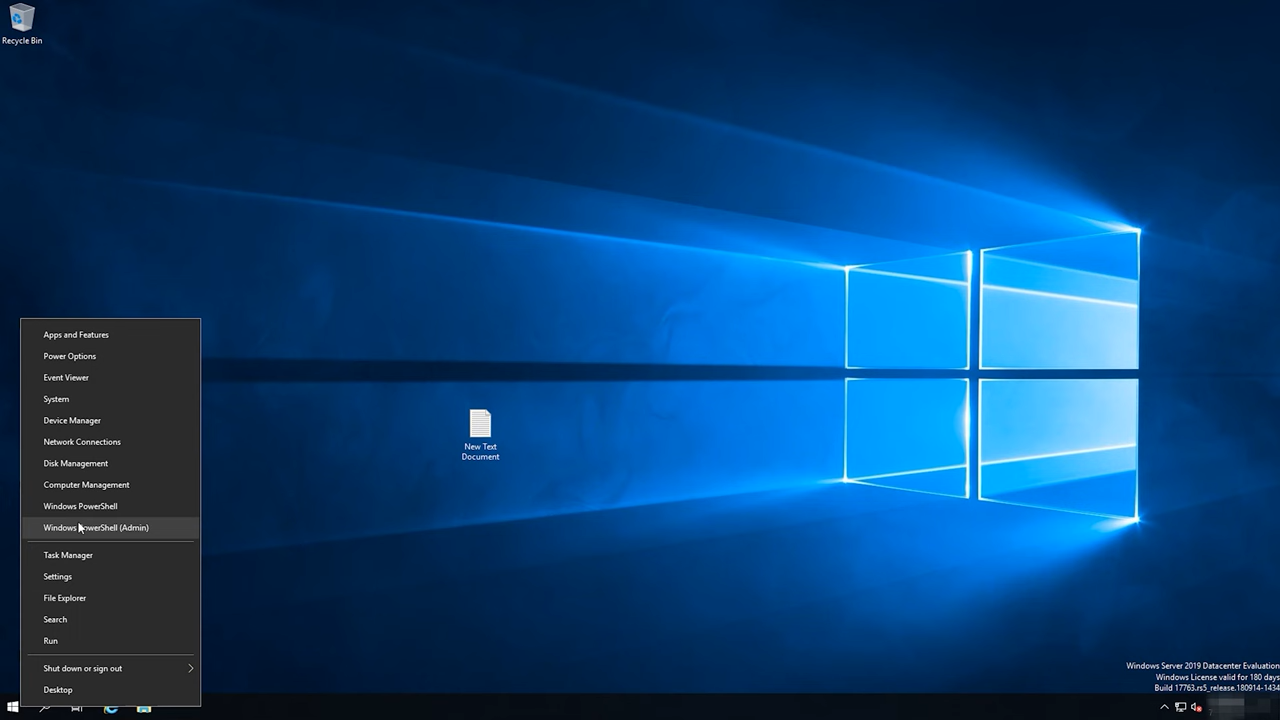 Recycle Bin
Apps and Features
Power Options
Event Viewer
System
Device Manager
Network Connections
Disk Management
Computer Management
Windows PowerShell
Windows PowerShell (Admin)
Task Manager
Settings
File Explorer
Search
Run
Shut down or sign out
Desktop
New Text
Document
Windows Server 2019 Datacenter Evaluation
Windows License valid for 180 days
Build 17763.rs5_release.180914-1434